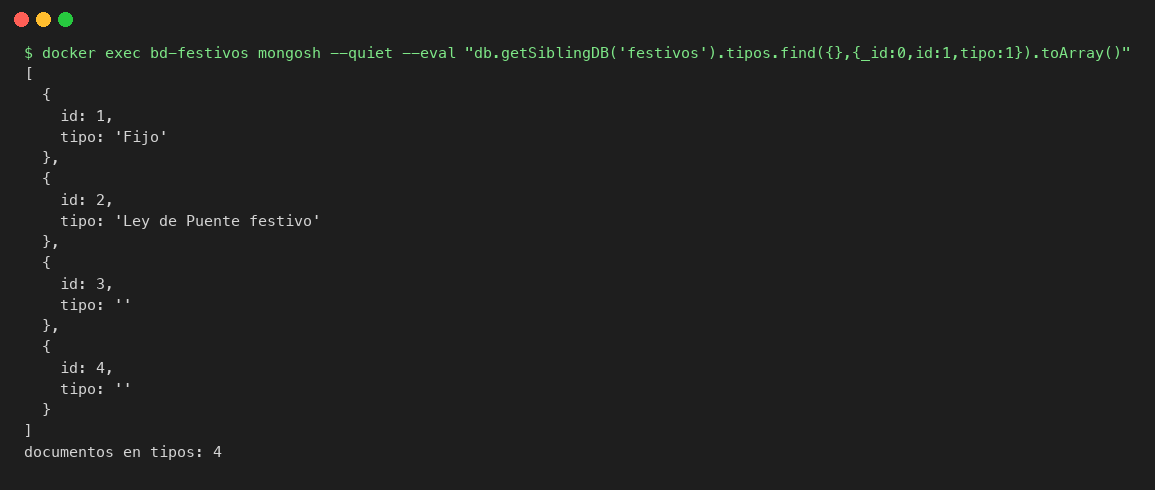 $ docker exec bd-festivos mongosh --quiet --eval "db.getSiblingDB('festivos').tipos.find({},{_id:0,id:1,tipo:1}).toArray()"
[
  {
    id: 1,
    tipo: 'Fijo'
  },
  {
    id: 2,
    tipo: 'Ley de Puente festivo'
  },
  {
    id: 3,
    tipo: ''
  },
  {
    id: 4,
    tipo: ''
  }
]
documentos en tipos: 4